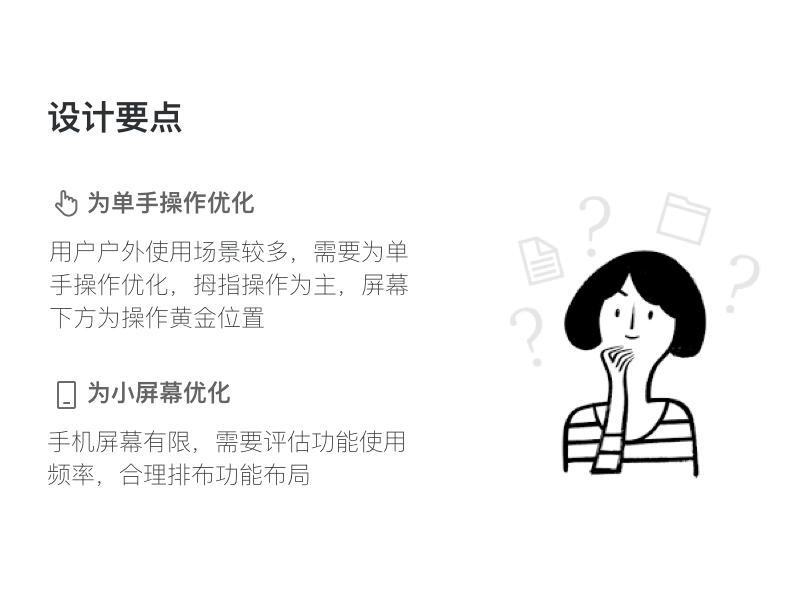 设计要点
为单手操作优化
用户户外使用场景较多，需要为单
手操作优化，拇指操作为主，屏幕
下方为操作黄金位置
为小屏幕优化
手机屏幕有限，需要评估功能使用
频率，合理排布功能布局
? 
?
?